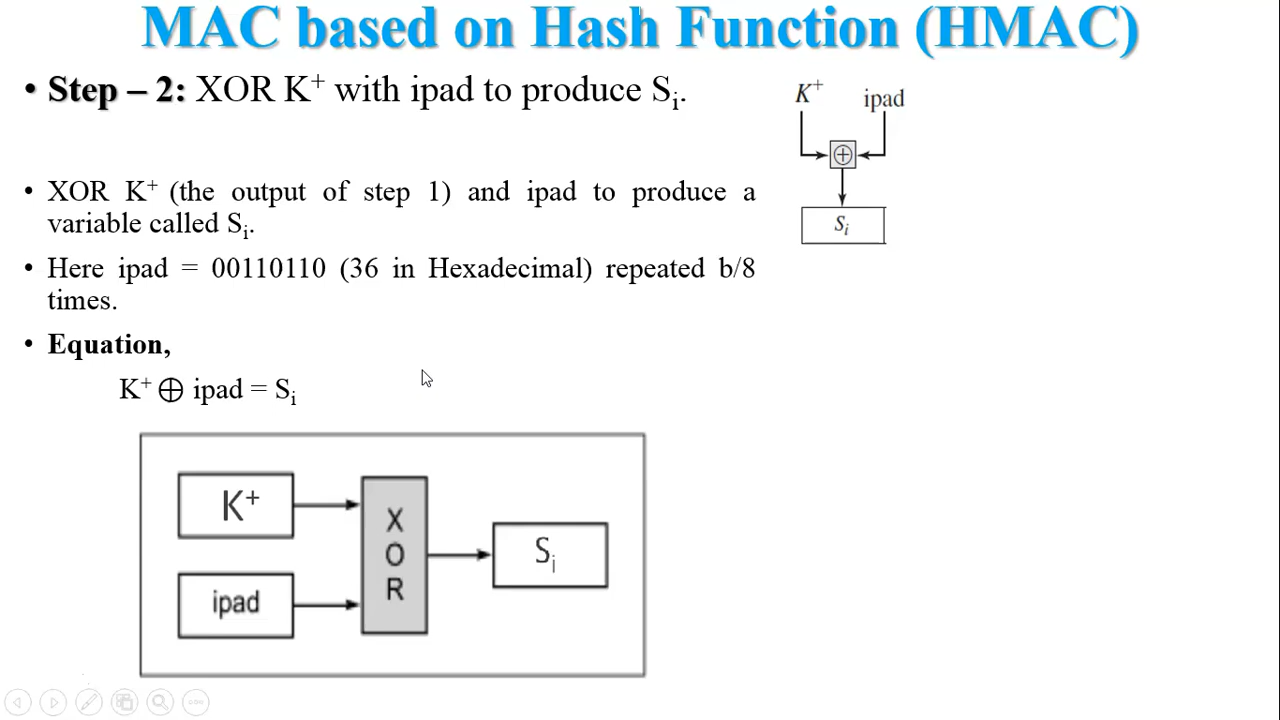 MAC based on Hash Function (HMAC)
• Step – 2: XOR K⁺ with ipad to produce Sᵢ.
• XOR K⁺ (the output of step 1) and ipad to produce a
variable called Sᵢ.
• Here ipad = 00110110 (36 in Hexadecimal) repeated b/8
times.
• Equation,
K⁺ ⊕ ipad = Sᵢ
K⁺ ipad
⊕
Sᵢ
K⁺
ipad
X
O
R
Sᵢ